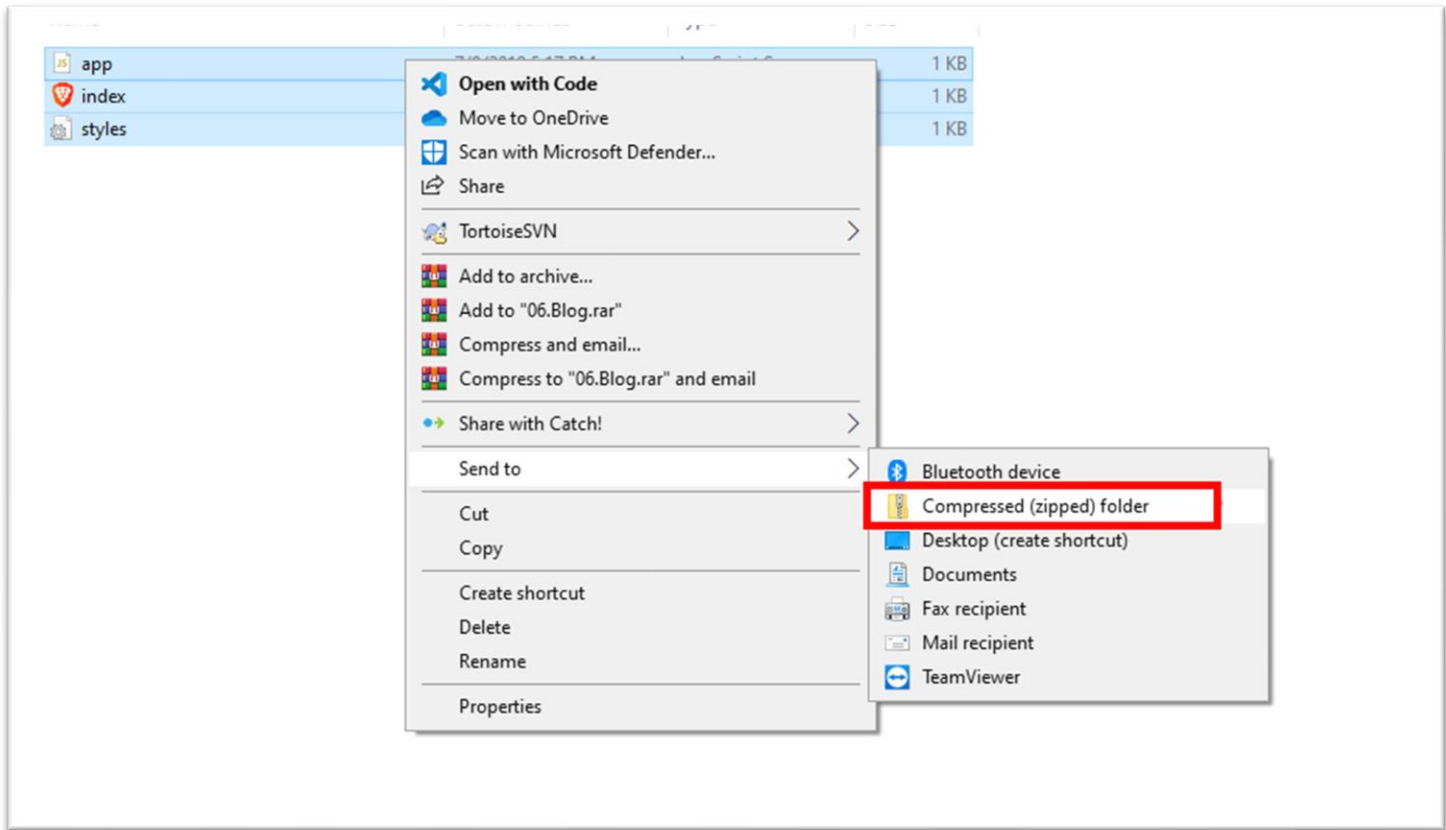 app 1 KB
index 1 KB
styles 1 KB
Open with Code
Move to OneDrive
Scan with Microsoft Defender...
Share
TortoiseSVN
Add to archive...
Add to "06.Blog.rar"
Compress and email...
Compress to "06.Blog.rar" and email
Share with Catch!
Send to
Cut
Copy
Create shortcut
Delete
Rename
Properties
Bluetooth device
Compressed (zipped) folder
Desktop (create shortcut)
Documents
Fax recipient
Mail recipient
TeamViewer